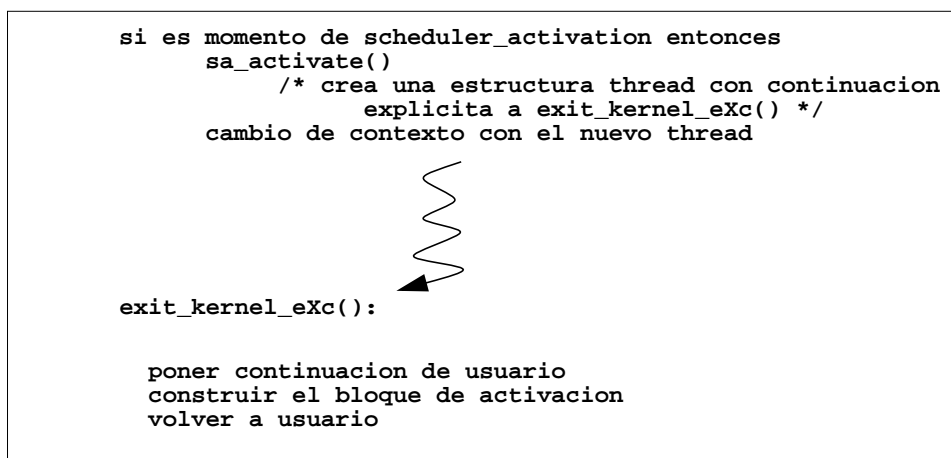 si es momento de scheduler_activation entonces
sa_activate()
/* crea una estructura thread con continuacion
explicita a exit_kernel_eXc() */
cambio de contexto con el nuevo thread
exit_kernel_eXc():
poner continuacion de usuario
construir el bloque de activacion
volver a usuario